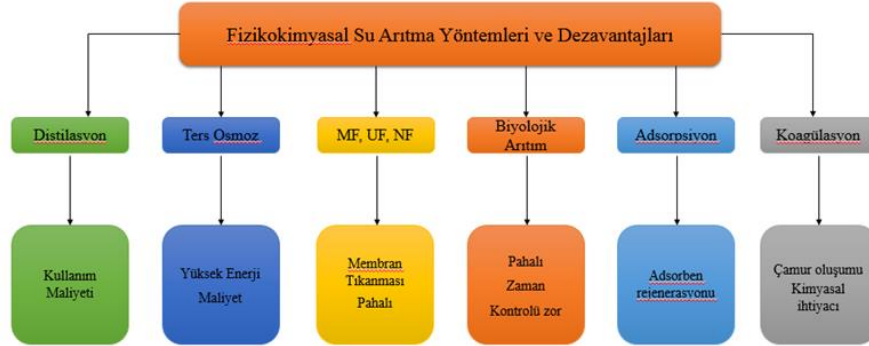 Fizikokimyasal Su Arıtma Yöntemleri ve Dezavantajları
Distilasyon
Ters Osmoz
MF, UF, NF
Biyolojik
Arıtım
Adsorpsiyon
Koagülasyon
Kullanım
Maliyeti
Yüksek Enerji
Maliyet
Membran
Tıkanması
Pahalı
Pahalı
Zaman
Kontrolü zor
Adsorben
rejenerasyonu
Çamur oluşumu
Kimyasal
ihtiyacı